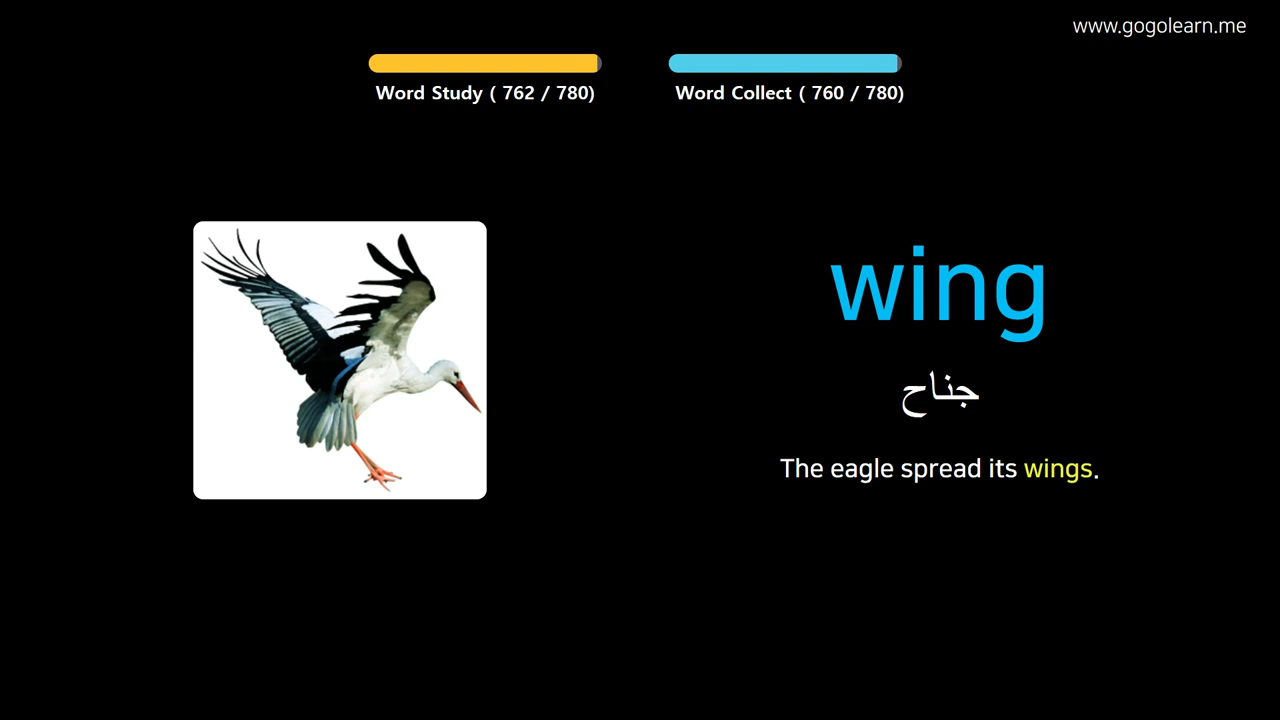 www.gogolearn.me
Word Study ( 762 / 780)
Word Collect ( 760 / 780)
wing
جناح
The eagle spread its wings.